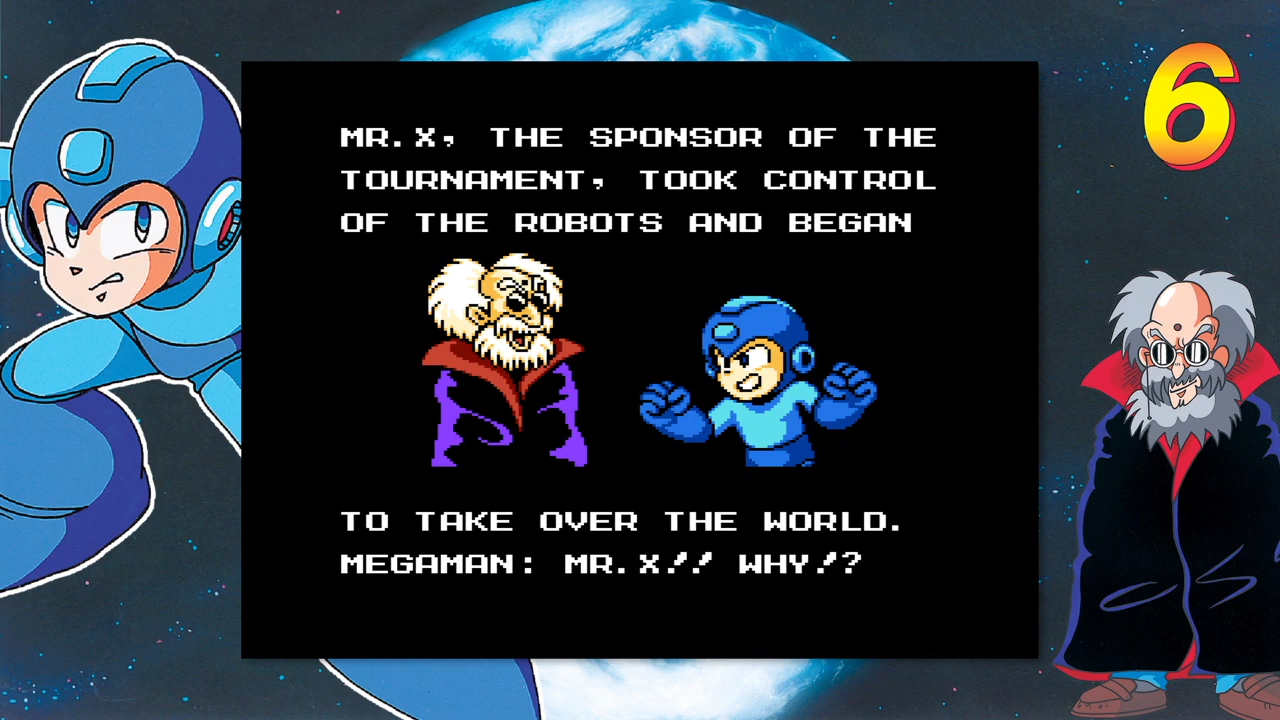 MR.X, THE SPONSOR OF THE
TOURNAMENT, TOOK CONTROL
OF THE ROBOTS AND BEGAN
TO TAKE OVER THE WORLD.
MEGAMAN: MR.X!! WHY!?
6